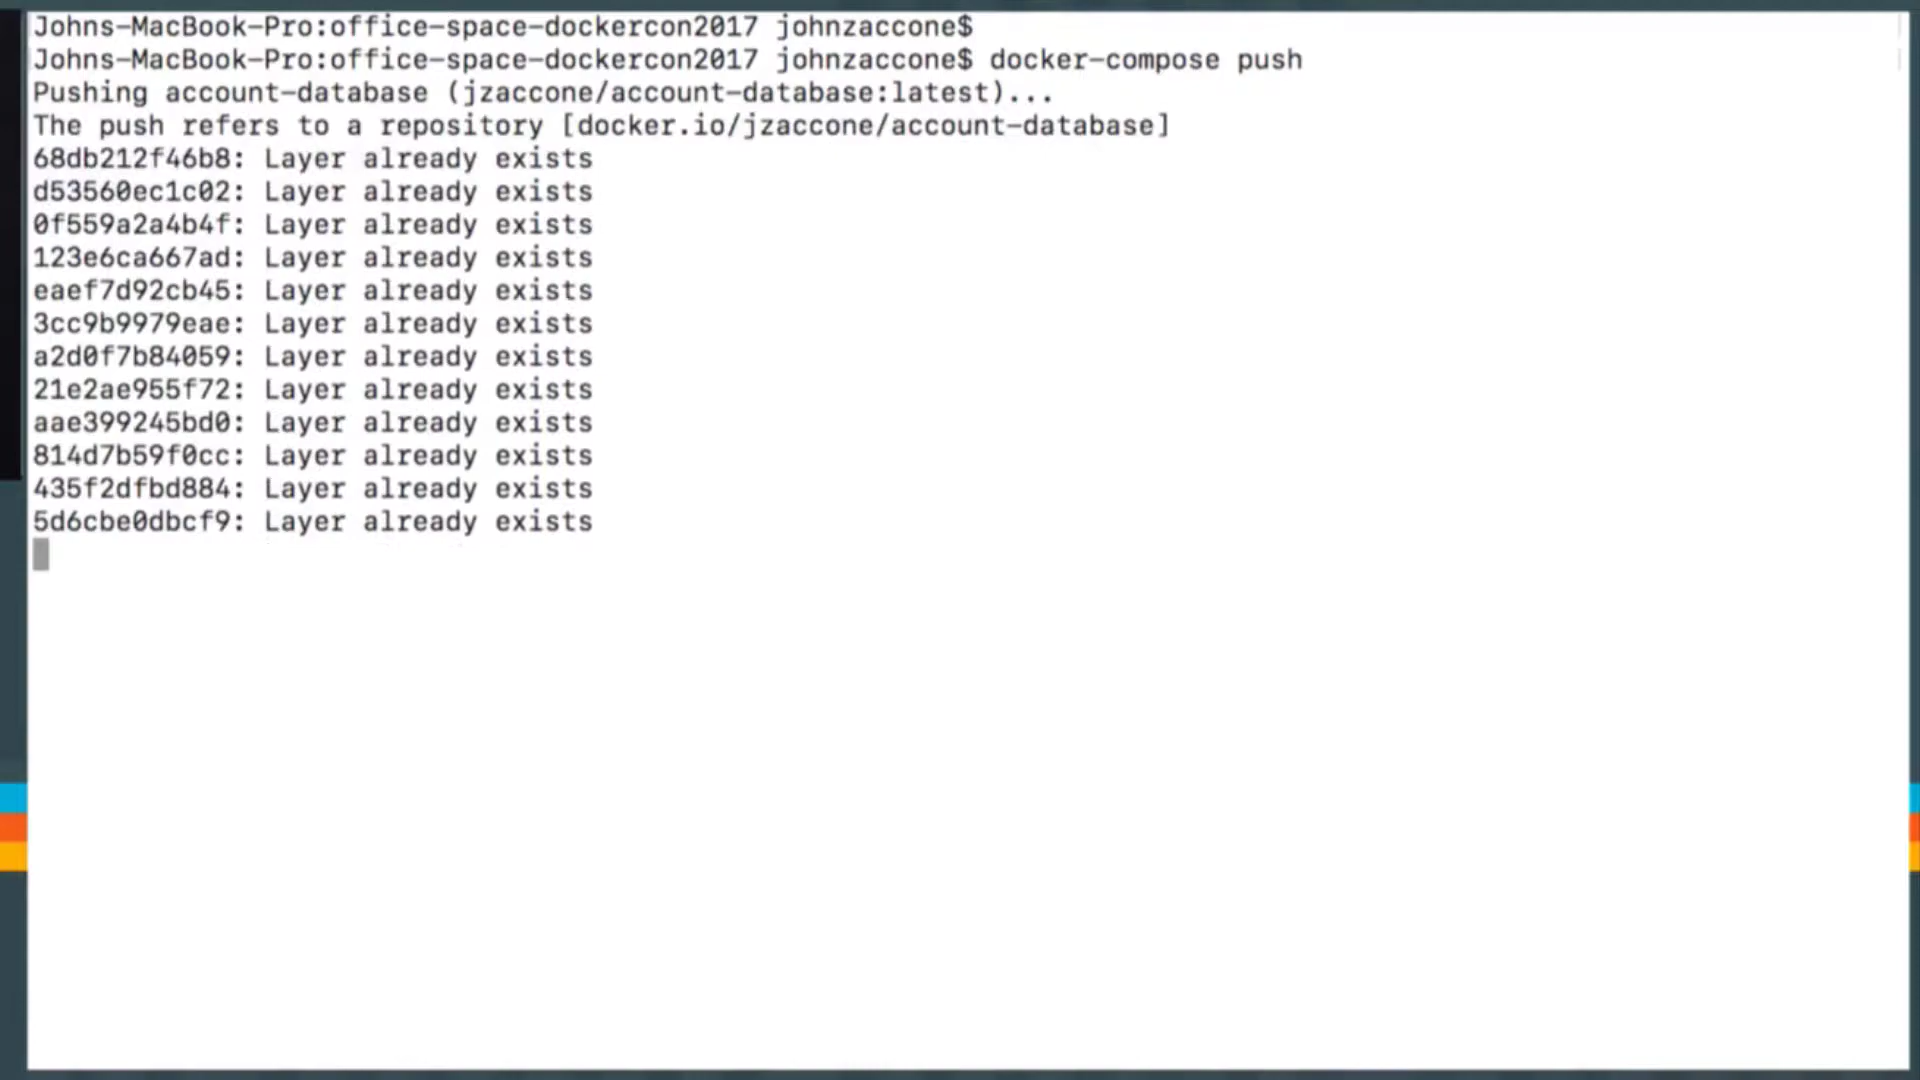 Johns-MacBook-Pro:office-space-dockercon2017 johnzaccone$
Johns-MacBook-Pro:office-space-dockercon2017 johnzaccone$ docker-compose push
Pushing account-database (jzaccone/account-database:latest)...
The push refers to a repository [docker.io/jzaccone/account-database]
68db212f46b8: Layer already exists
d53560ec1c02: Layer already exists
0f559a2a4b4f: Layer already exists
123e6ca667ad: Layer already exists
eaef7d92cb45: Layer already exists
3cc9b9979eae: Layer already exists
a2d0f7b84059: Layer already exists
21e2ae955f72: Layer already exists
aae399245bd0: Layer already exists
814d7b59f0cc: Layer already exists
435f2dfbd884: Layer already exists
5d6cbe0dbcf9: Layer already exists